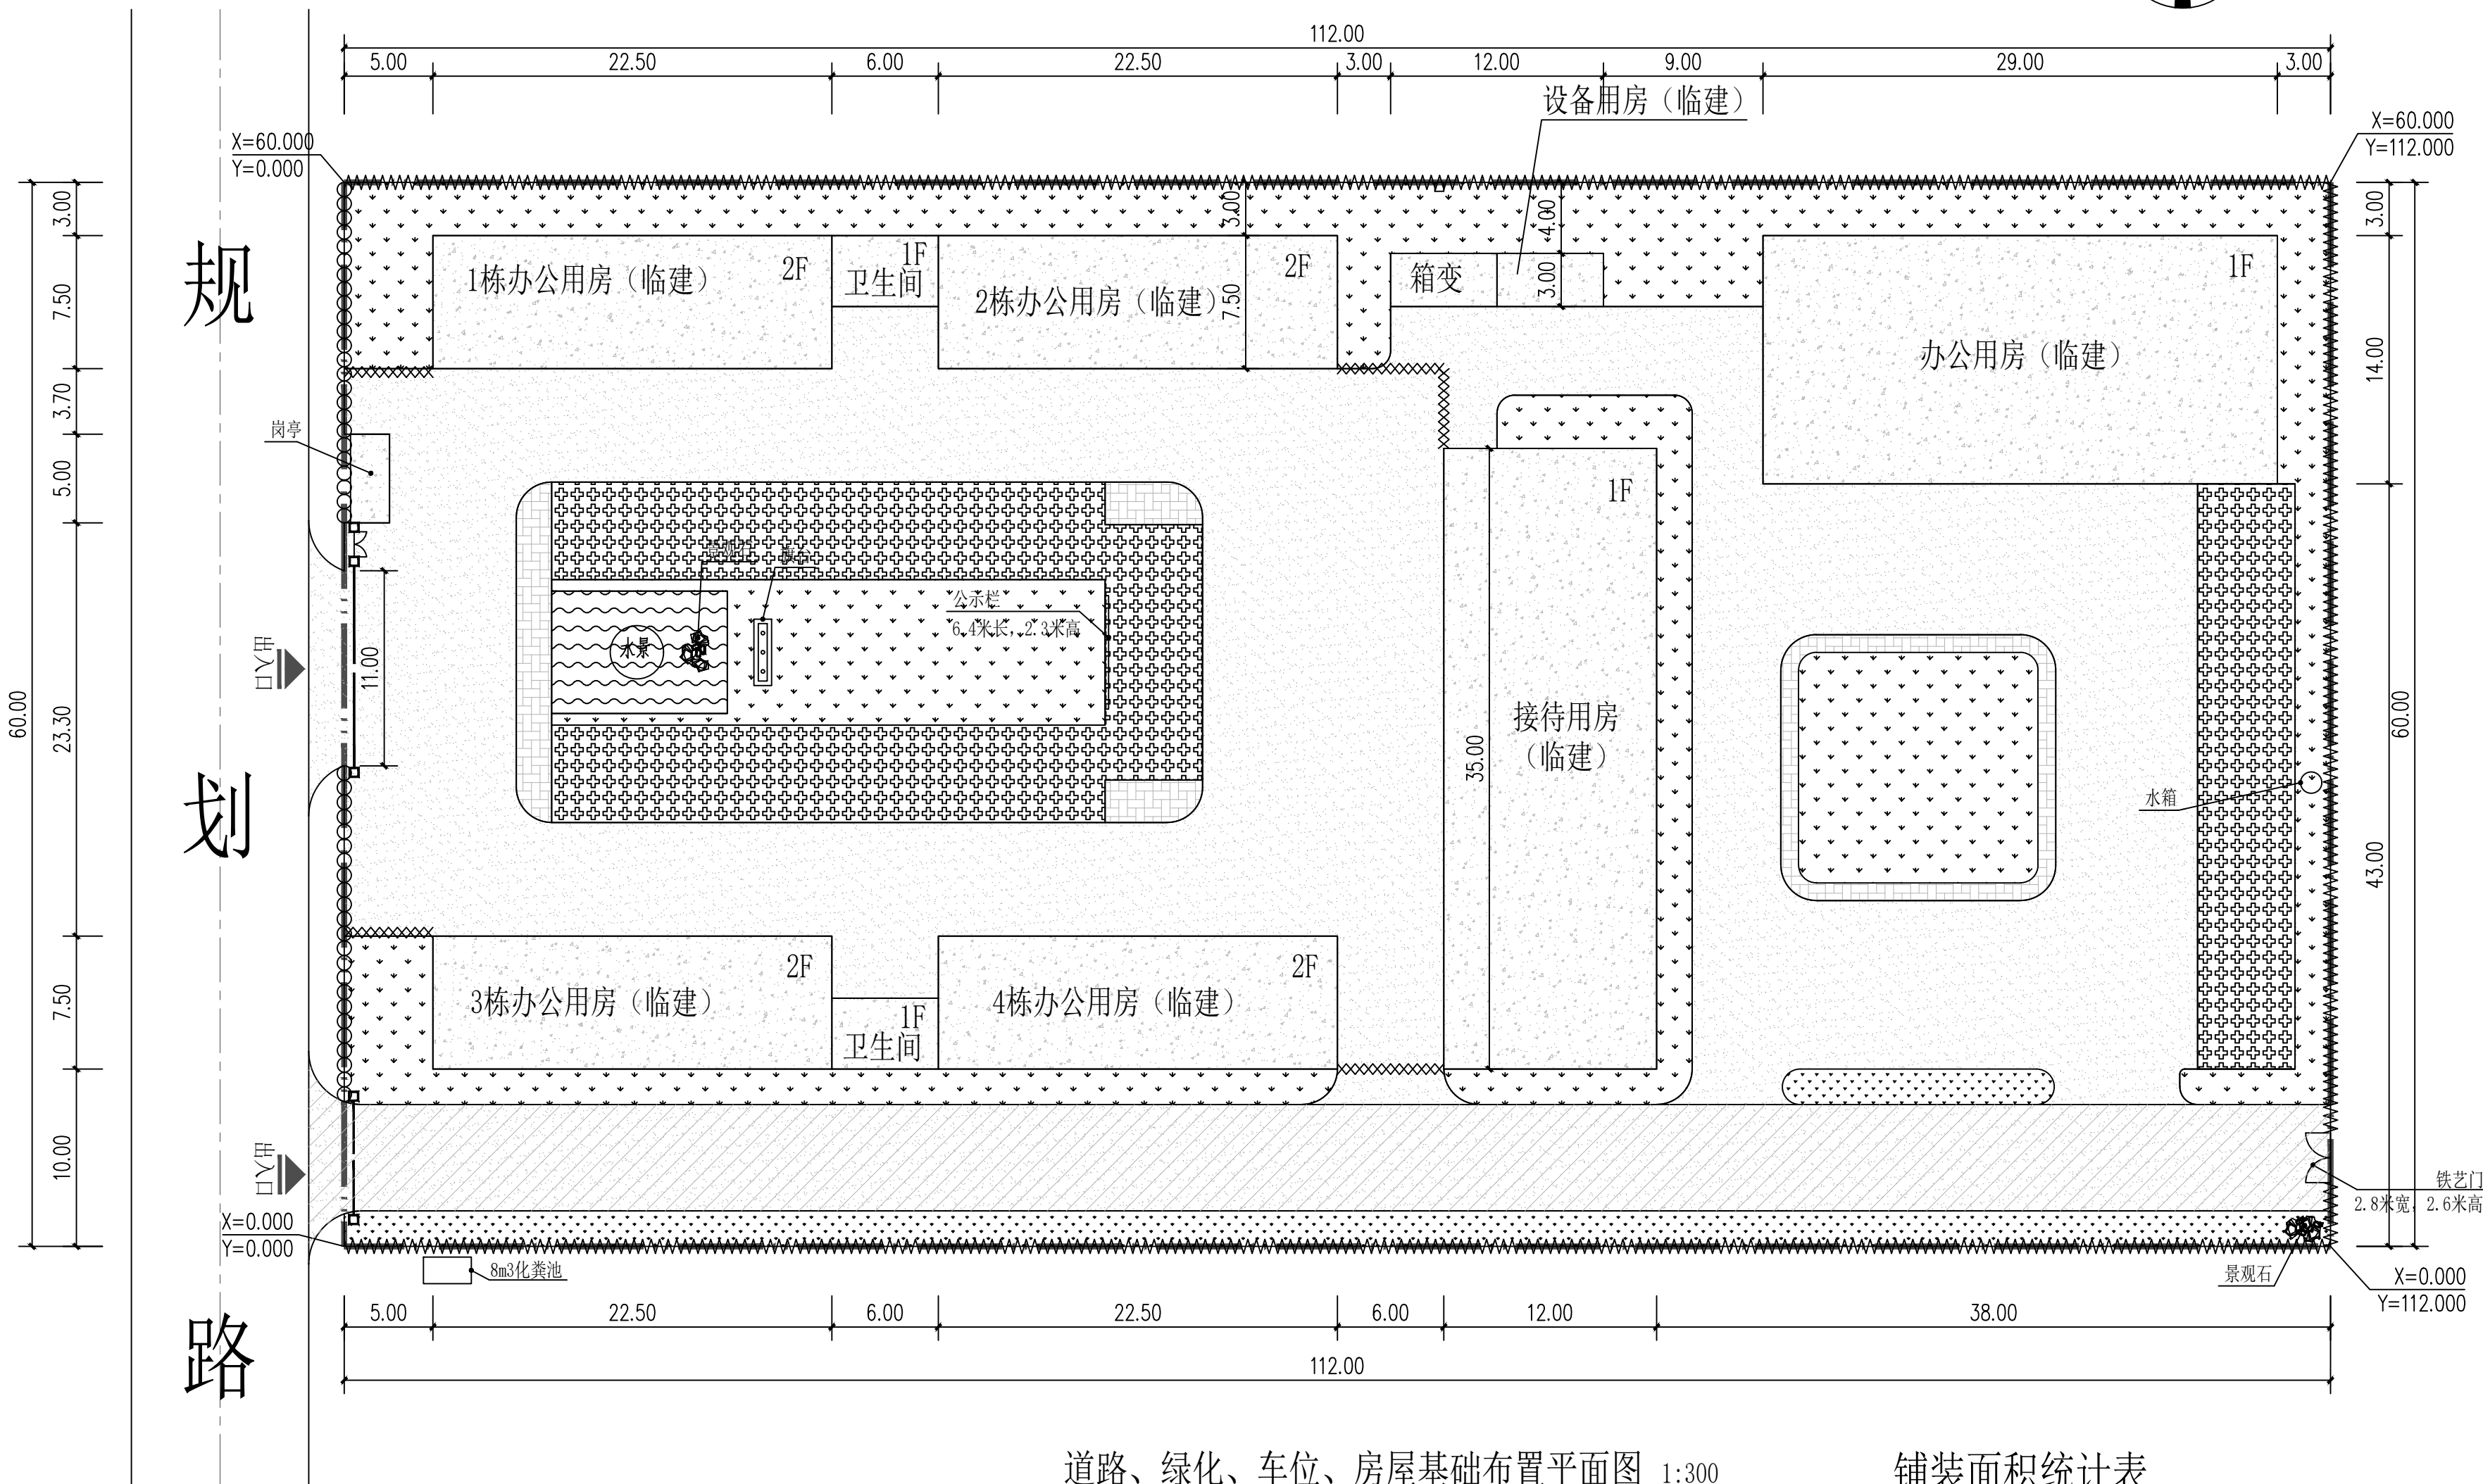 112.00
5.00 22.50 6.00 22.50 3.00 12.00 9.00 29.00 3.00
设备用房（临建）
X=60.000
Y=0.000
X=60.000
Y=112.000
3.00
7.50
3.70
5.00
23.30
7.50
10.00
60.00
规
划
路
3.00
7.50
4.00
3.00
1栋办公用房（临建）
2F
1F
卫生间
2栋办公用房（临建）
2F
箱变
1F
办公用房（临建）
3.00
14.00
43.00
60.00
岗亭
景观石
旗台
公示栏
6.4米长，2.3米高
水景
出入口
11.00
1F
35.00
接待用房
（临建）
水箱
2F
3栋办公用房（临建）
1F
卫生间
2F
4栋办公用房（临建）
出入口
X=0.000
Y=0.000
8m3化粪池
铁艺门
2.8米宽，2.6米高
景观石
X=0.000
Y=112.000
5.00 22.50 6.00 22.50 6.00 12.00 38.00
112.00
道路、绿化、车位、房屋基础布置平面图 1:300
铺装面积统计表